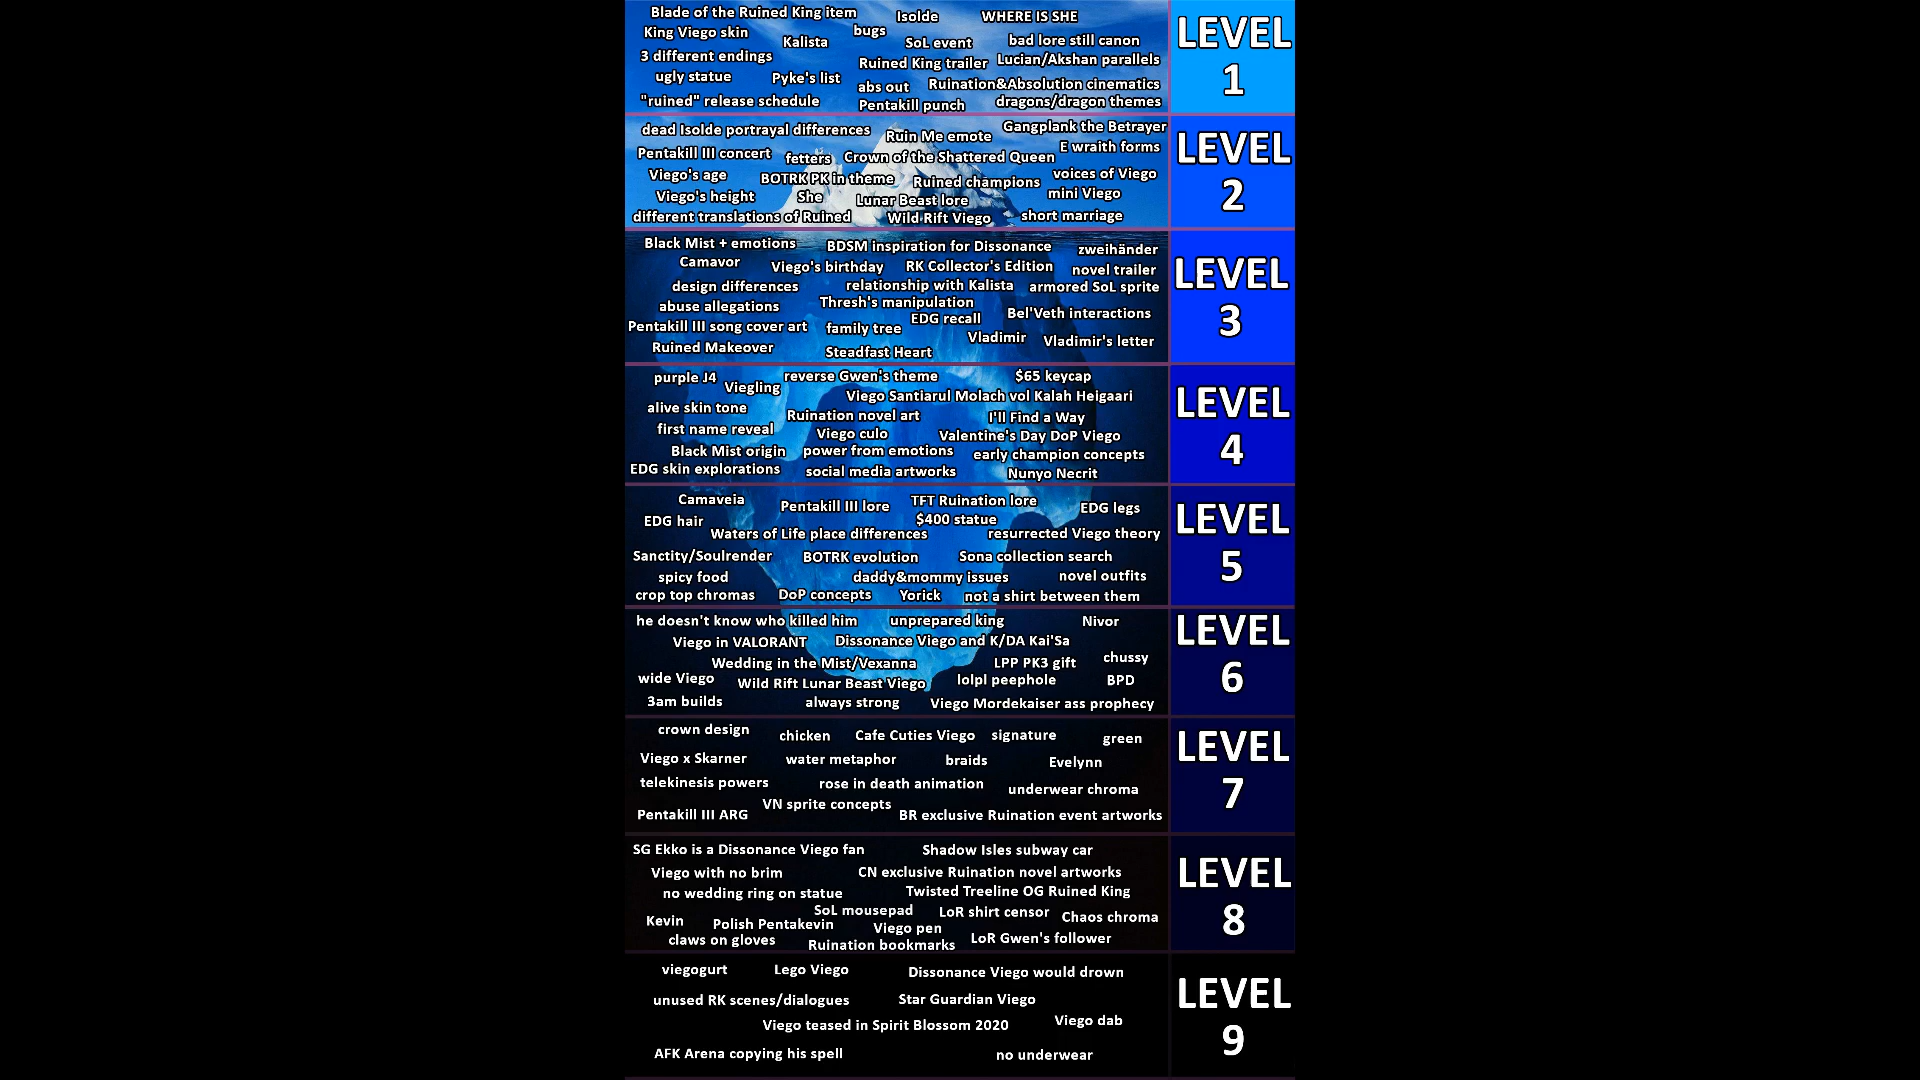 Blade of the Ruined King item
Isolde
WHERE IS SHE
King Viego skin
bugs
Kalista
SoL event
bad lore still canon
3 different endings
Ruined King trailer
Lucian/Akshan parallels
ugly statue
Pyke's list
abs out
Ruination&Absolution cinematics
"ruined" release schedule
Pentakill punch
dragons/dragon themes
LEVEL
1
dead Isolde portrayal differences
Ruin Me emote
Gangplank the Betrayer
Pentakill III concert
fetters
Crown of the Shattered Queen
E wraith forms
Viego's age
BOTRK PK in theme
Ruined champions
voices of Viego
Viego's height
She
Lunar Beast lore
mini Viego
different translations of Ruined
Wild Rift Viego
short marriage
LEVEL
2
Black Mist + emotions
BDSM inspiration for Dissonance
zweihänder
Camavor
Viego's birthday
RK Collector's Edition
novel trailer
design differences
relationship with Kalista
armored SoL sprite
abuse allegations
Thresh's manipulation
EDG recall
Bel'Veth interactions
Pentakill III song cover art
family tree
Vladimir
Vladimir's letter
Ruined Makeover
Steadfast Heart
LEVEL
3
purple J4
Viegling
reverse Gwen's theme
$65 keycap
Viego Santiarul Molach vol Kalah Heigaari
alive skin tone
Ruination novel art
I'll Find a Way
first name reveal
Viego culo
Valentine's Day DoP Viego
Black Mist origin
power from emotions
early champion concepts
EDG skin explorations
social media artworks
Nunyo Necrit
LEVEL
4
Camaveia
Pentakill III lore
TFT Ruination lore
EDG legs
EDG hair
$400 statue
Waters of Life place differences
resurrected Viego theory
Sanctity/Soulrender
BOTRK evolution
Sona collection search
spicy food
daddy&mommy issues
novel outfits
crop top chromas
DoP concepts
Yorick
not a shirt between them
LEVEL
5
he doesn't know who killed him
unprepared king
Nivor
Viego in VALORANT
Dissonance Viego and K/DA Kai'Sa
Wedding in the Mist/Vexanna
LPP PK3 gift
chussy
wide Viego
Wild Rift Lunar Beast Viego
lolpl peephole
BPD
3am builds
always strong
Viego Mordekaiser ass prophecy
LEVEL
6
crown design
chicken
Cafe Cuties Viego
signature
green
Viego x Skarner
water metaphor
braids
Evelynn
telekinesis powers
rose in death animation
underwear chroma
VN sprite concepts
Pentakill III ARG
BR exclusive Ruination event artworks
LEVEL
7
SG Ekko is a Dissonance Viego fan
Shadow Isles subway car
Viego with no brim
CN exclusive Ruination novel artworks
no wedding ring on statue
Twisted Treeline OG Ruined King
Kevin
Polish Pentakevin
SoL mousepad
LoR shirt censor
Chaos chroma
Viego pen
claws on gloves
Ruination bookmarks
LoR Gwen's follower
LEVEL
8
viegogurt
Lego Viego
Dissonance Viego would drown
unused RK scenes/dialogues
Star Guardian Viego
Viego teased in Spirit Blossom 2020
Viego dab
AFK Arena copying his spell
no underwear
LEVEL
9